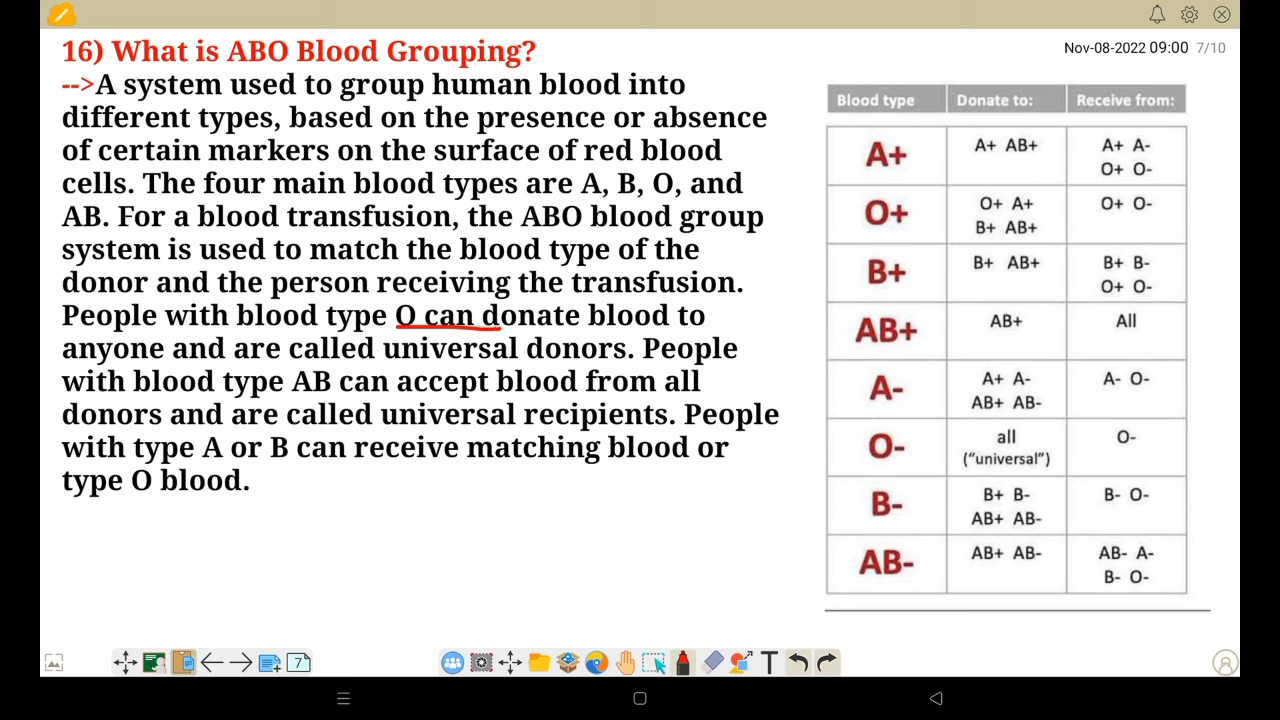 Nov-08-2022 09:00 7/10
16) What is ABO Blood Grouping?
-->A system used to group human blood into
different types, based on the presence or absence
of certain markers on the surface of red blood
cells. The four main blood types are A, B, O, and
AB. For a blood transfusion, the ABO blood group
system is used to match the blood type of the
donor and the person receiving the transfusion.
People with blood type O can donate blood to
anyone and are called universal donors. People
with blood type AB can accept blood from all
donors and are called universal recipients. People
with type A or B can receive matching blood or
type O blood.
Blood type Donate to: Receive from:
A+ A+ AB+ A+ A-
O+ O-
O+ O+ A+ O+ O-
B+ AB+
B+ B+ AB+ B+ B-
O+ O-
AB+ AB+ All
A- A+ A- A- O-
AB+ AB-
O- all O-
("universal")
B- B+ B- B- O-
AB+ AB-
AB- AB+ AB- AB- A-
B- O-
7
T